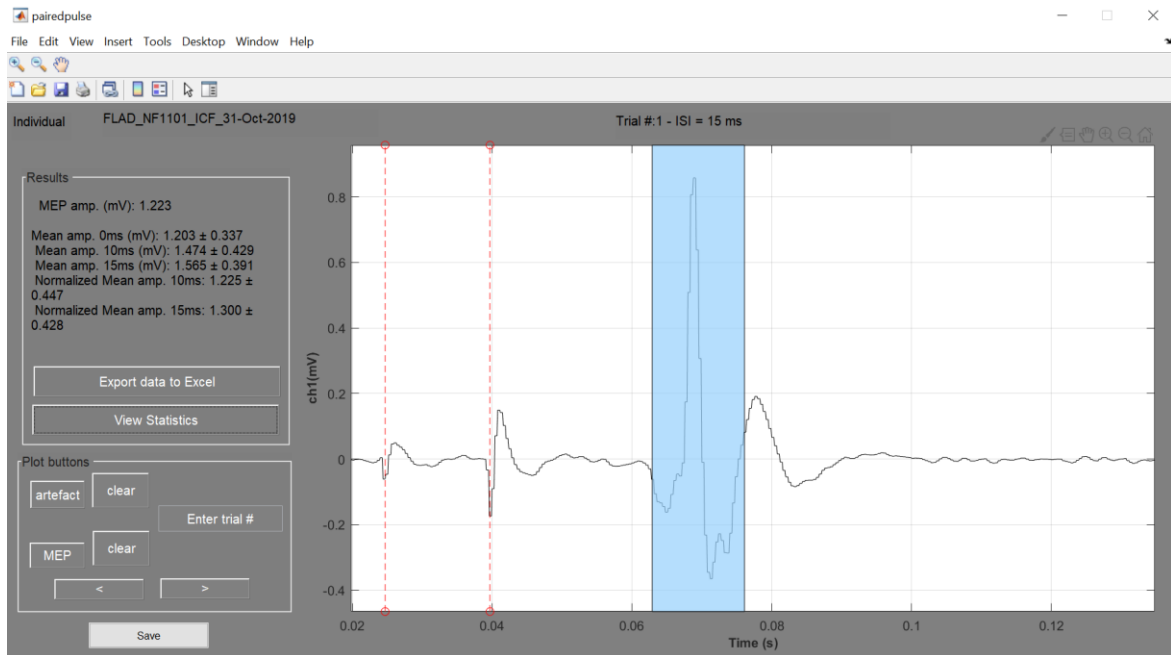 pairedpulse
File Edit View Insert Tools Desktop Window Help
Individual FLAD_NF1101_ICF_31-Oct-2019 Trial #:1 - ISI = 15 ms
Results
MEP amp. (mV): 1.223
Mean amp. 0ms (mV): 1.203 ± 0.337
Mean amp. 10ms (mV): 1.474 ± 0.429
Mean amp. 15ms (mV): 1.565 ± 0.391
Normalized Mean amp. 10ms: 1.225 ±
0.447
Normalized Mean amp. 15ms: 1.300 ±
0.428
Export data to Excel
View Statistics
Plot buttons
artefact clear
Enter trial #
MEP clear
< >
Save
ch1(mV)
0.8
0.6
0.4
0.2
0
-0.2
-0.4
0.02 0.04 0.06 0.08 0.1 0.12
Time (s)